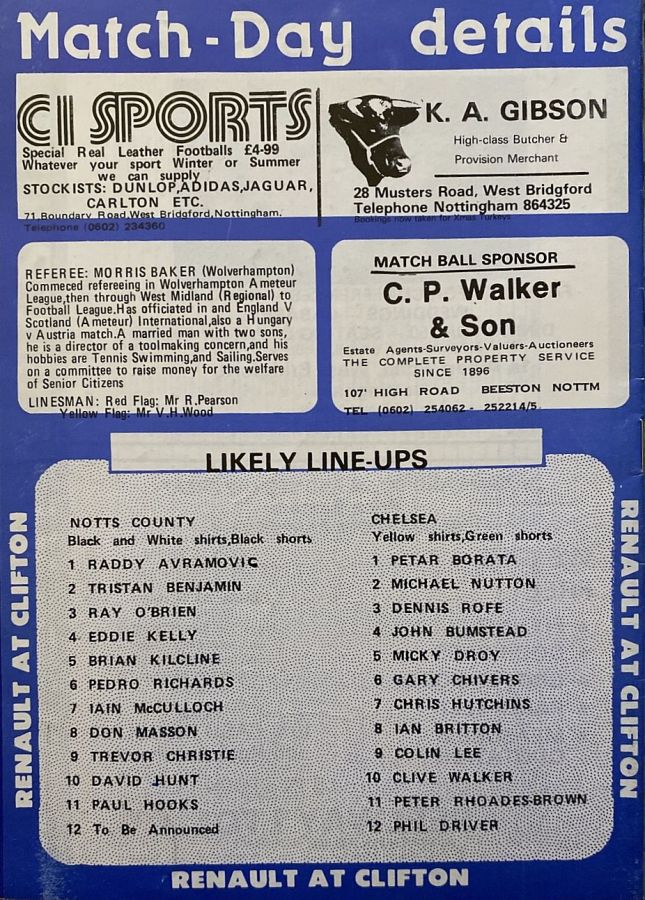 Match-Day details
CI SPORTS
Special Real Leather Footballs £4-99
Whatever your sport Winter or Summer
we can supply
STOCKISTS: DUNLOP,ADIDAS,JAGUAR,
CARLTON ETC.
71,Boundary Road,West Bridgford,Nottingham.
Telephone (0602) 234360
K. A. GIBSON
High-class Butcher &
Provision Merchant
28 Musters Road, West Bridgford
Telephone Nottingham 864325
Bookings now taken for Xmas Turkeys
REFEREE: MORRIS BAKER (Wolverhampton)
Commeced refereeing in Wolverhampton Ameteur
League,then through West Midland (Regional) to
Football League.Has officiated in and England V
Scotland (Ameteur) International,also a Hungary
v Austria match.A married man with two sons,
he is a director of a toolmaking concern,and his
hobbies are Tennis Swimming,and Sailing.Serves
on a committee to raise money for the welfare
of Senior Citizens
LINESMAN: Red Flag: Mr R.Pearson
Yellow Flag: Mr V.H.Wood
MATCH BALL SPONSOR
C. P. Walker
& Son
Estate Agents-Surveyors-Valuers-Auctioneers
THE COMPLETE PROPERTY SERVICE
SINCE 1896
107' HIGH ROAD BEESTON NOTTM
TEL (0602) 254062 - 252214/5.
LIKELY LINE-UPS
NOTTS COUNTY
Black and White shirts,Black shorts
1 RADDY AVRAMOVIC
2 TRISTAN BENJAMIN
3 RAY O'BRIEN
4 EDDIE KELLY
5 BRIAN KILCLINE
6 PEDRO RICHARDS
7 IAIN McCULLOCH
8 DON MASSON
9 TREVOR CHRISTIE
10 DAVID HUNT
11 PAUL HOOKS
12 To Be Announced
CHELSEA
Yellow shirts,Green shorts
1 PETAR BORATA
2 MICHAEL NUTTON
3 DENNIS ROFE
4 JOHN BUMSTEAD
5 MICKY DROY
6 GARY CHIVERS
7 CHRIS HUTCHINS
8 IAN BRITTON
9 COLIN LEE
10 CLIVE WALKER
11 PETER RHOADES-BROWN
12 PHIL DRIVER
RENAULT AT CLIFTON
RENAULT AT CLIFTON
RENAULT AT CLIFTON